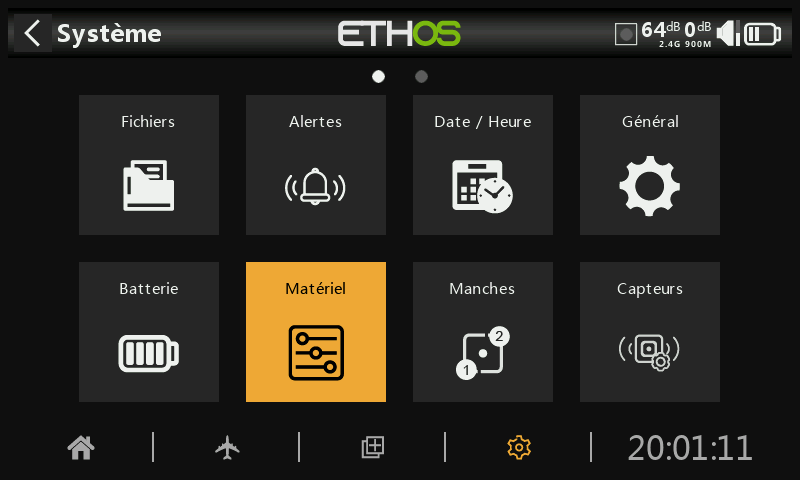 Système
ETHOS
64dB 0dB
2.4G 900M
Fichiers
Alertes
Date / Heure
Général
Batterie
Matériel
Manches
Capteurs
2
1
20:01:11